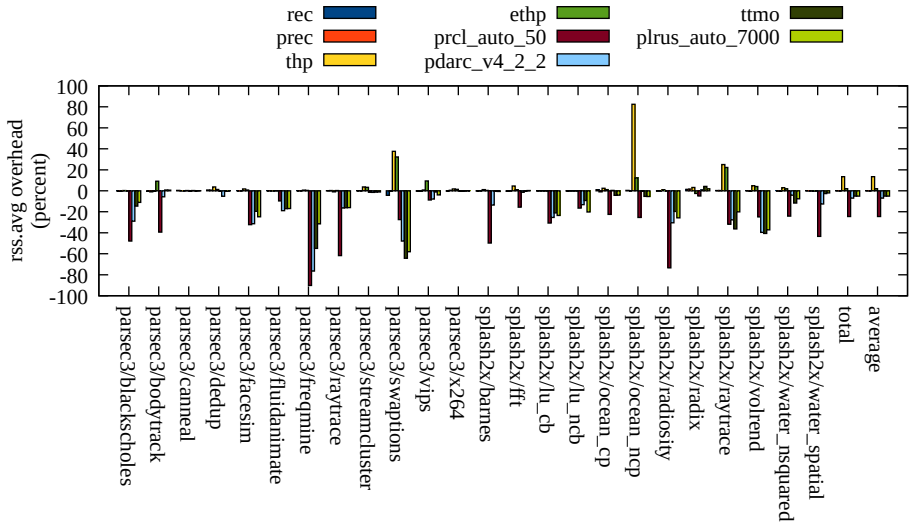 rec
prec
thp
ethp
prcl_auto_50
pdarc_v4_2_2
ttmo
plrus_auto_7000
rss.avg overhead
(percent)
100
80
60
40
20
0
-20
-40
-60
-80
-100
parsec3/blackscholes
parsec3/bodytrack
parsec3/canneal
parsec3/dedup
parsec3/facesim
parsec3/fluidanimate
parsec3/freqmine
parsec3/raytrace
parsec3/streamcluster
parsec3/swaptions
parsec3/vips
parsec3/x264
splash2x/barnes
splash2x/fft
splash2x/lu_cb
splash2x/lu_ncb
splash2x/ocean_cp
splash2x/ocean_ncp
splash2x/radiosity
splash2x/radix
splash2x/raytrace
splash2x/volrend
splash2x/water_nsquared
splash2x/water_spatial
total
average